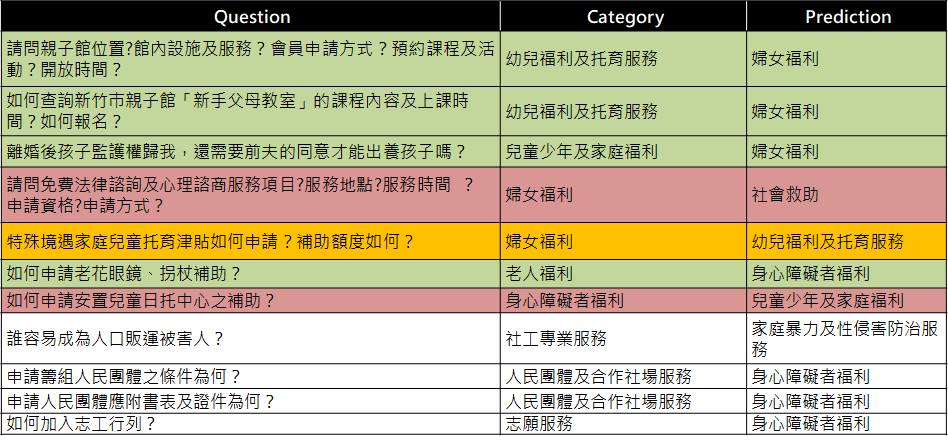 Question Category Prediction
請問親子館位置?館內設施及服務？會員申請方式？預約課程及活動？開放時間？ 幼兒福利及托育服務 婦女福利
如何查詢新竹市親子館「新手父母教室」的課程內容及上課時間？如何報名？ 幼兒福利及托育服務 婦女福利
離婚後孩子監護權歸我，還需要前夫的同意才能出養孩子嗎？ 兒童少年及家庭福利 婦女福利
請問免費法律諮詢及心理諮商服務項目?服務地點?服務時間 ？申請資格?申請方式？ 婦女福利 社會救助
特殊境遇家庭兒童托育津貼如何申請？補助額度如何？ 婦女福利 幼兒福利及托育服務
如何申請老花眼鏡、拐杖補助？ 老人福利 身心障礙者福利
如何申請安置兒童日托中心之補助？ 身心障礙者福利 兒童少年及家庭福利
誰容易成為人口販運被害人？ 社工專業服務 家庭暴力及性侵害防治服務
申請籌組人民團體之條件為何？ 人民團體及合作社場服務 身心障礙者福利
申請人民團體應附書表及證件為何？ 人民團體及合作社場服務 身心障礙者福利
如何加入志工行列？ 志願服務 身心障礙者福利